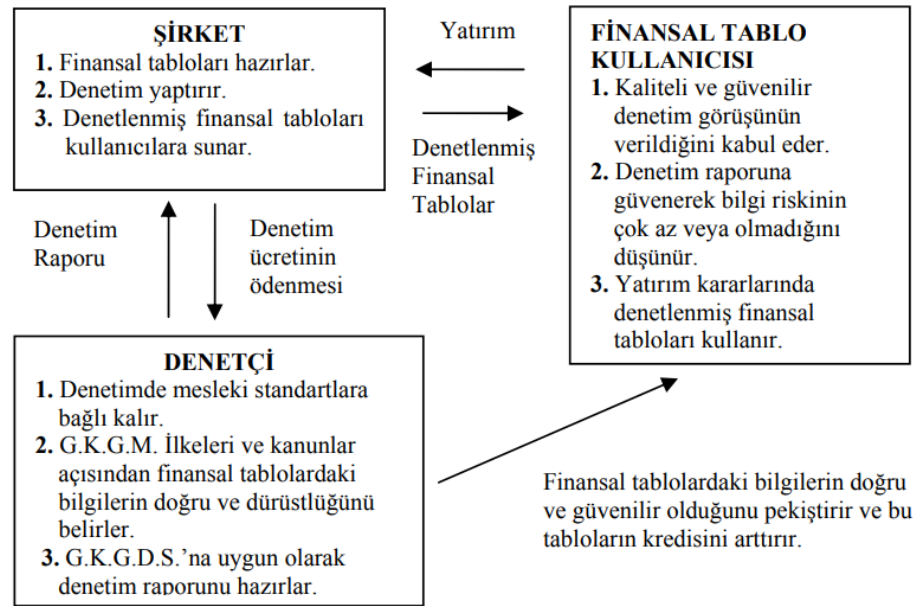 ŞİRKET
1. Finansal tabloları hazırlar.
2. Denetim yaptırır.
3. Denetlenmiş finansal tabloları
kullanıcılara sunar.
Yatırım
Denetlenmiş
Finansal
Tablolar
FİNANSAL TABLO
KULLANICISI
1. Kaliteli ve güvenilir
denetim görüşünün
verildiğini kabul eder.
2. Denetim raporuna
güvenerek bilgi riskinin
çok az veya olmadığını
düşünür.
3. Yatırım kararlarında
denetlenmiş finansal
tabloları kullanır.
Denetim
Raporu
Denetim
ücretinin
ödenmesi
DENETÇİ
1. Denetimde mesleki standartlara
bağlı kalır.
2. G.K.G.M. İlkeleri ve kanunlar
açısından finansal tablolardaki
bilgilerin doğru ve dürüstlüğünü
belirler.
3. G.K.G.D.S.’na uygun olarak
denetim raporunu hazırlar.
Finansal tablolardaki bilgilerin doğru
ve güvenilir olduğunu pekiştirir ve bu
tabloların kredisini arttırır.